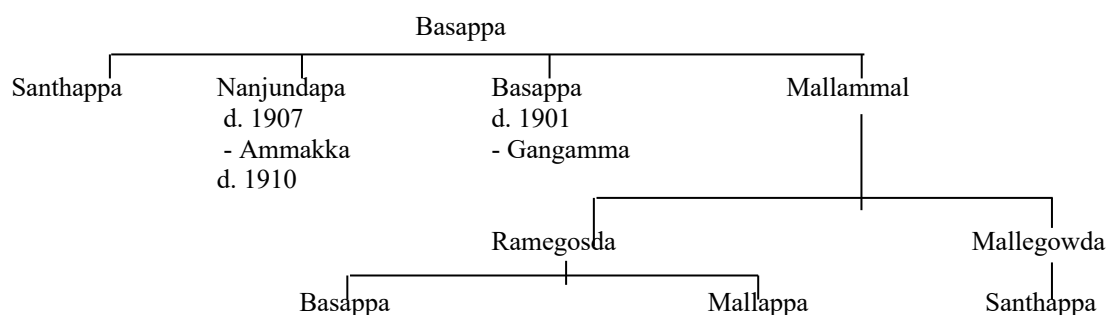 Basappa
Santhappa Nanjundapa Basappa Mallammal
d. 1907 d. 1901
- Ammakka - Gangamma
d. 1910
Ramegosda Mallegowda
Basappa Mallappa Santhappa